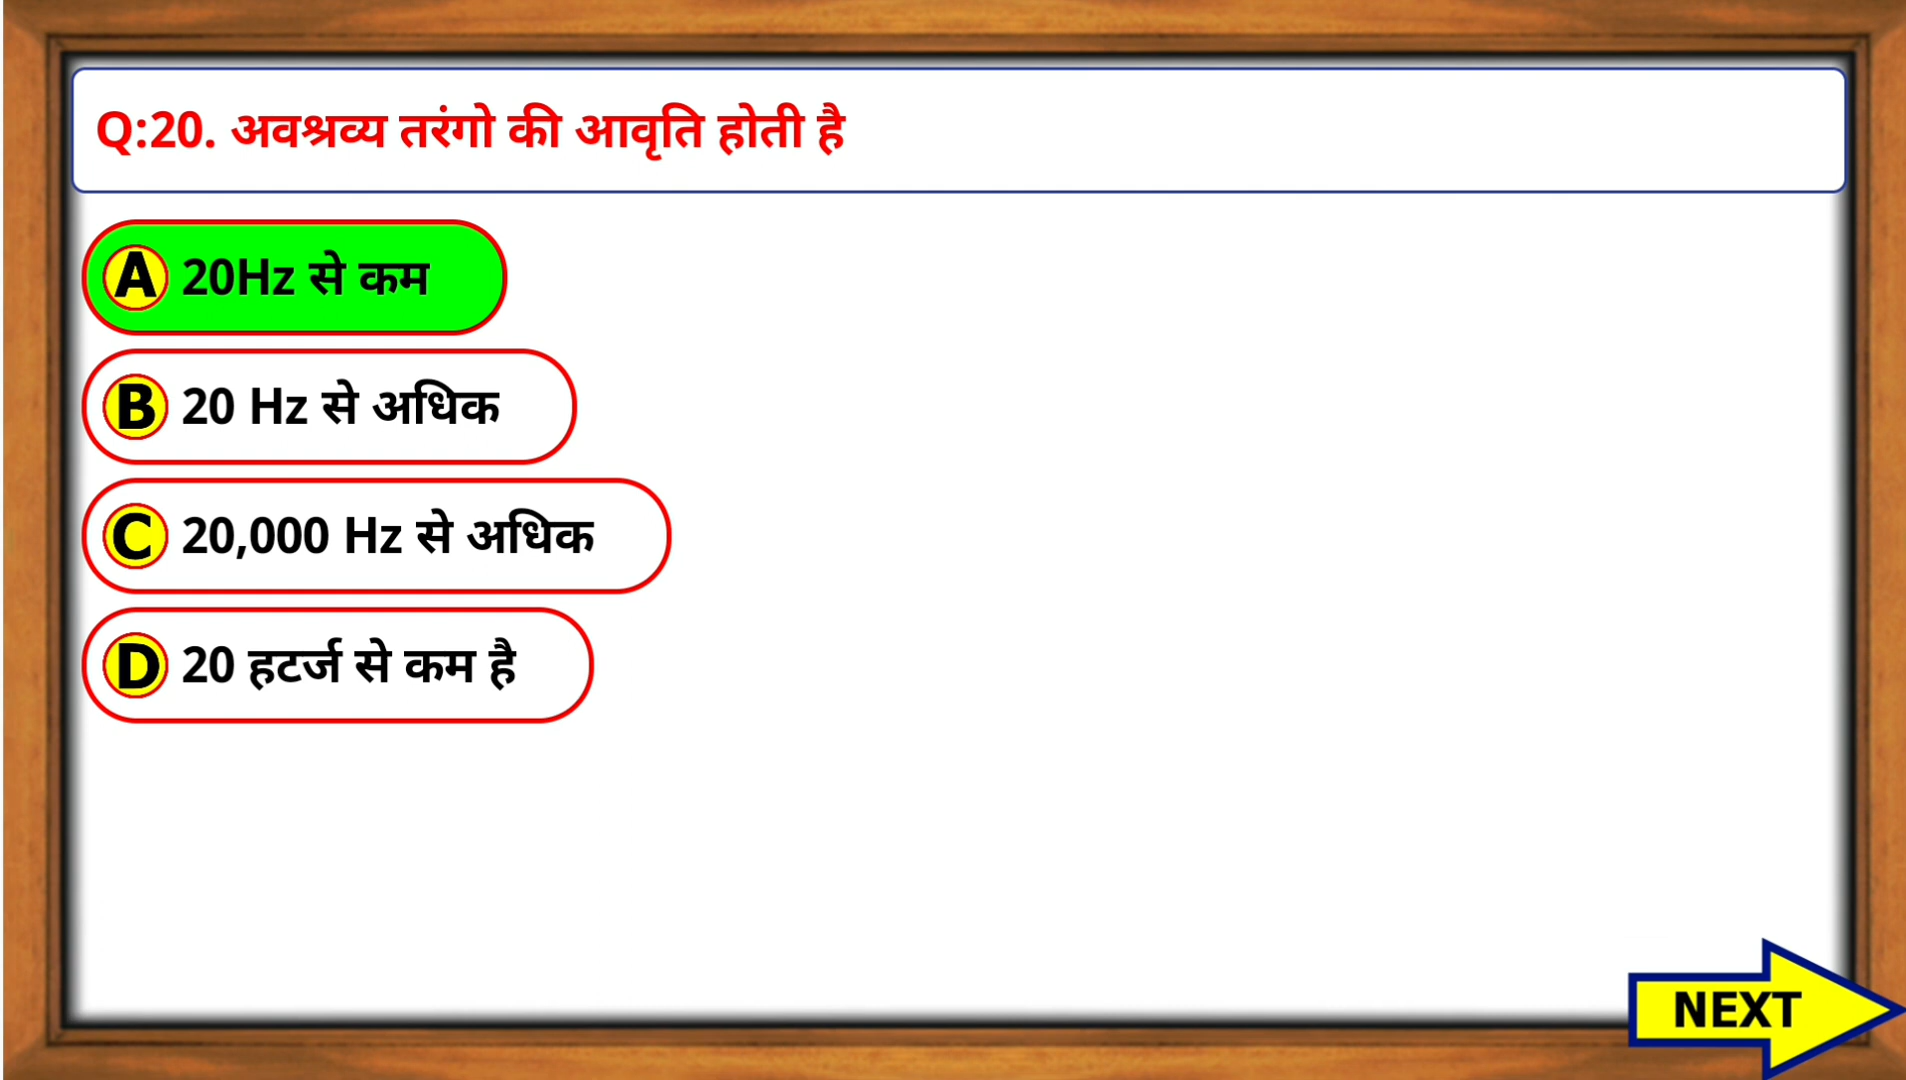 Q:20. अवश्रव्य तरंगो की आवृति होती है
A 20Hz से कम
B 20 Hz से अधिक
C 20,000 Hz से अधिक
D 20 हटर्ज से कम है
NEXT